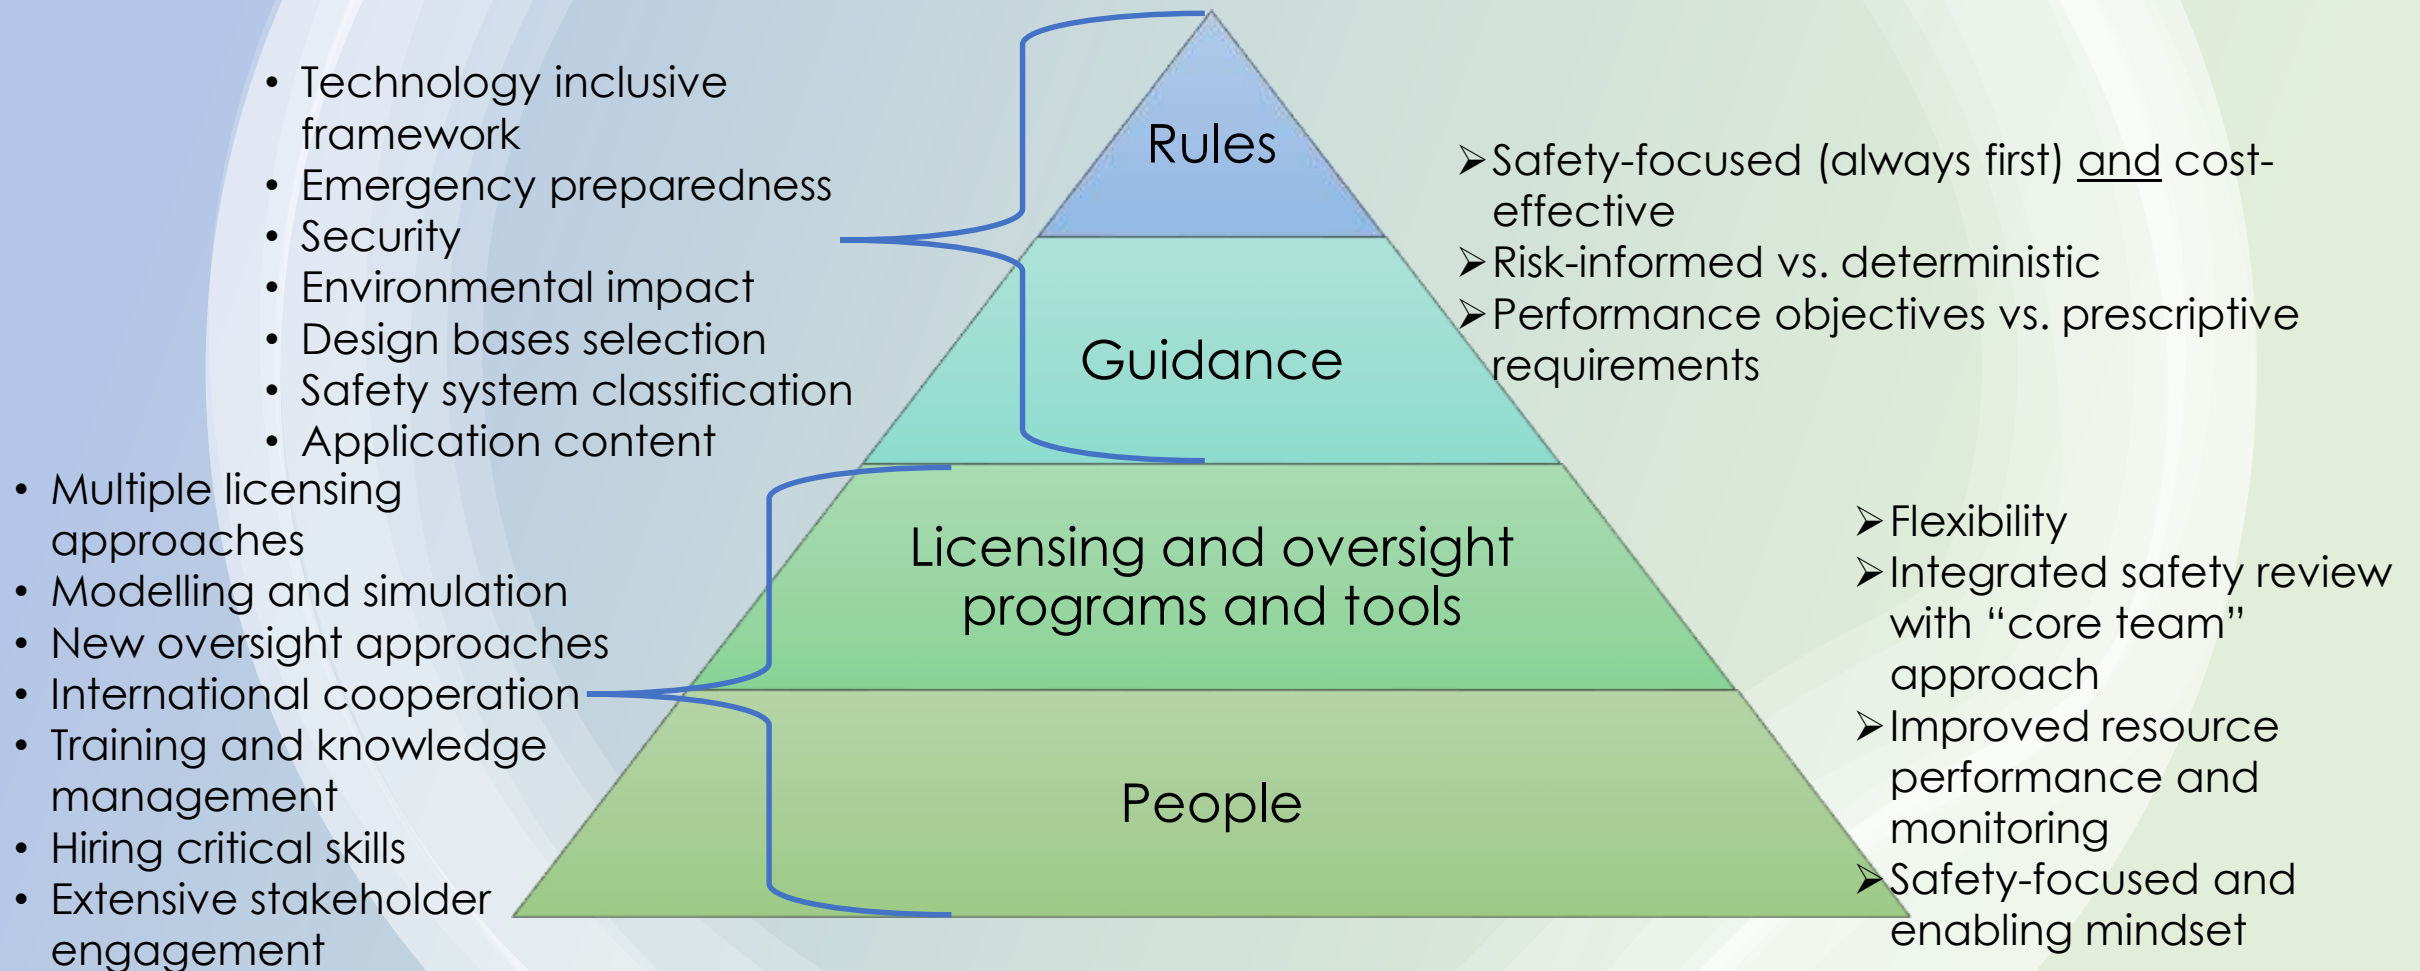 • Technology inclusive
framework
• Emergency preparedness
• Security
• Environmental impact
• Design bases selection
• Safety system classification
• Application content
• Multiple licensing
approaches
• Modelling and simulation
• New oversight approaches
• International cooperation
• Training and knowledge
management
• Hiring critical skills
• Extensive stakeholder
engagement
Rules
Guidance
Licensing and oversight
programs and tools
People
➢Safety-focused (always first) and cost-
effective
➢Risk-informed vs. deterministic
➢Performance objectives vs. prescriptive
requirements
➢Flexibility
➢Integrated safety review
with “core team”
approach
➢Improved resource
performance and
monitoring
➢Safety-focused and
enabling mindset